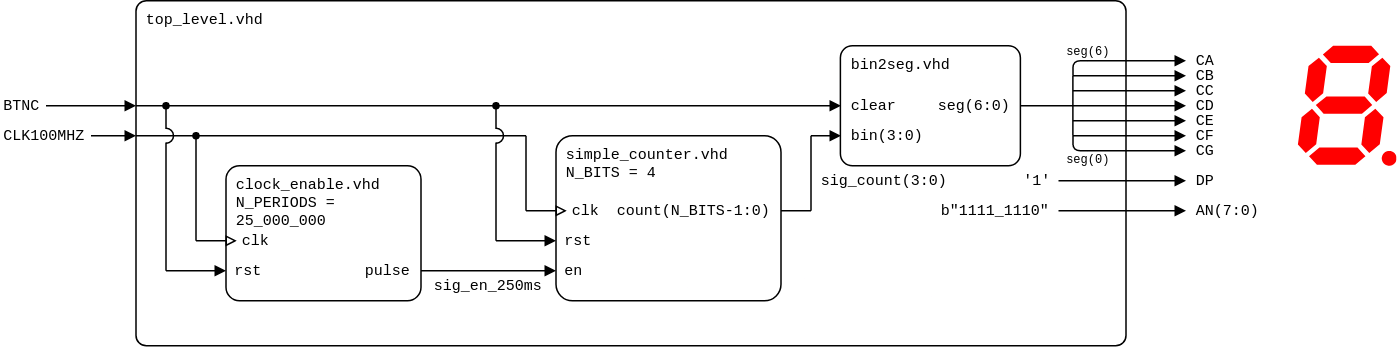 top_level.vhd
BTNC
CLK100MHZ
clock_enable.vhd
N_PERIODS =
25_000_000
clk
rst
pulse
sig_en_250ms
simple_counter.vhd
N_BITS = 4
clk
count(N_BITS-1:0)
rst
en
sig_count(3:0)
bin2seg.vhd
clear
seg(6:0)
bin(3:0)
seg(6)
seg(0)
CA
CB
CC
CD
CE
CF
CG
'1'
DP
b"1111_1110"
AN(7:0)